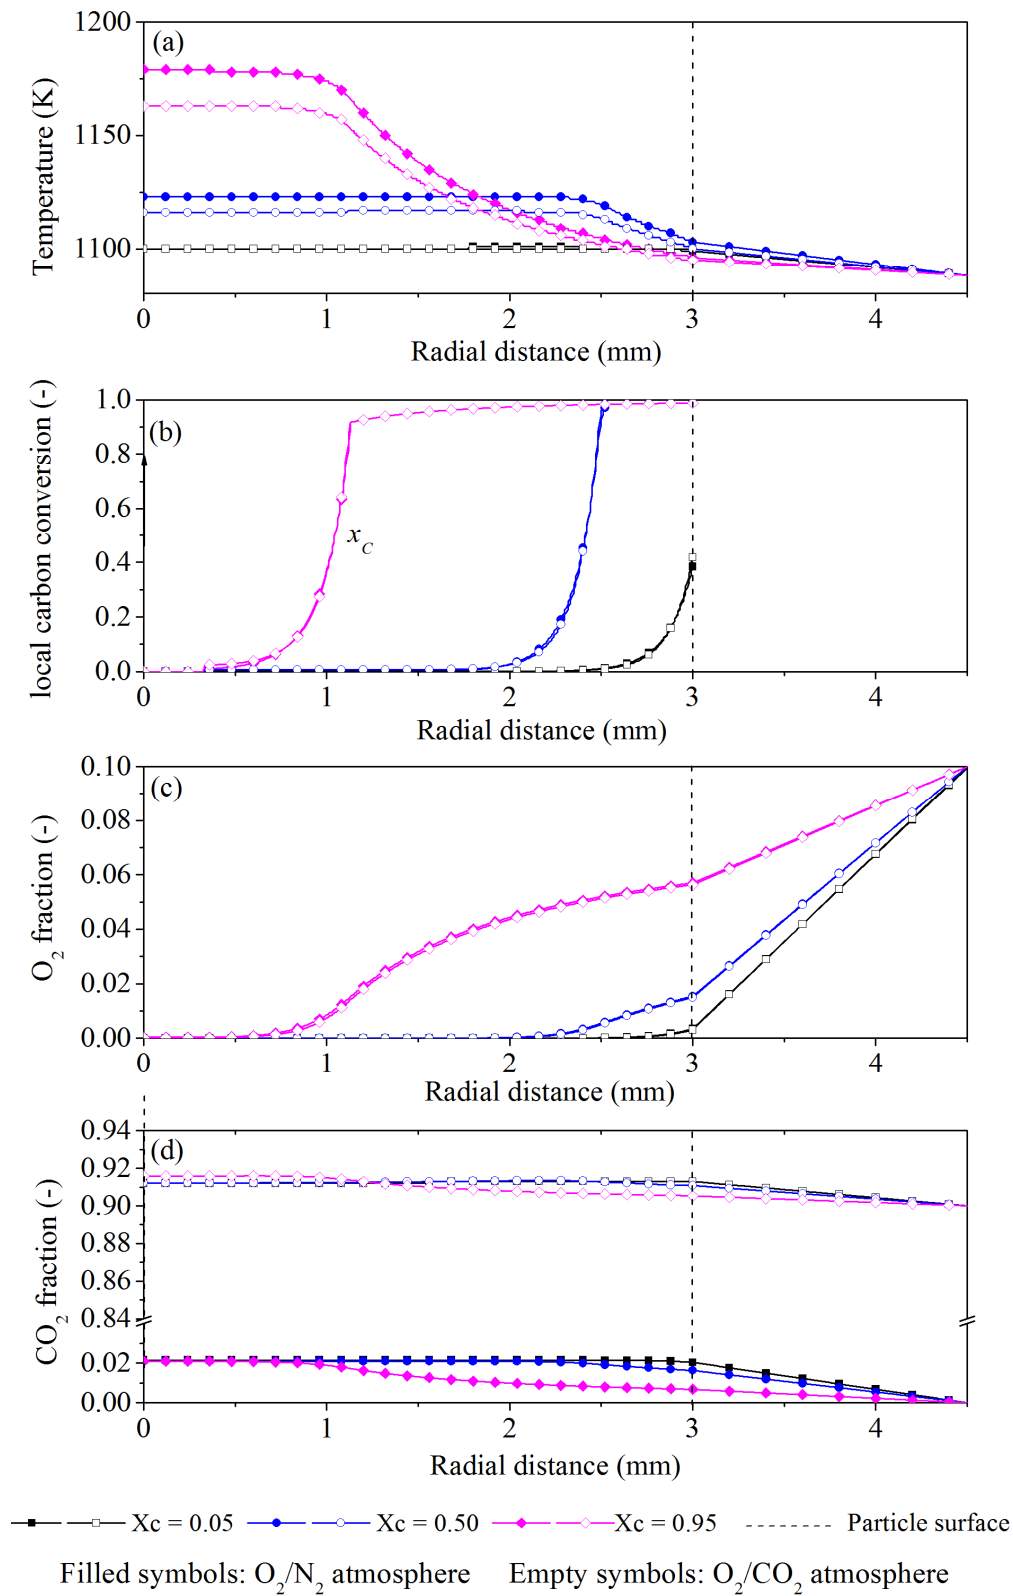 1200
(a)
1150
1100
Temperature (K)
0 1 2 3 4
Radial distance (mm)
1.0
(b)
0.8
0.6
x_C
0.4
0.2
0.0
local carbon conversion (-)
0 1 2 3 4
Radial distance (mm)
0.10
(c)
0.08
0.06
0.04
0.02
0.00
O₂ fraction (-)
0 1 2 3 4
Radial distance (mm)
0.94
(d)
0.92
0.90
0.88
0.86
0.84
0.02
0.00
CO₂ fraction (-)
0 1 2 3 4
Radial distance (mm)
Xc = 0.05 Xc = 0.50 Xc = 0.95 Particle surface
Filled symbols: O₂/N₂ atmosphere Empty symbols: O₂/CO₂ atmosphere